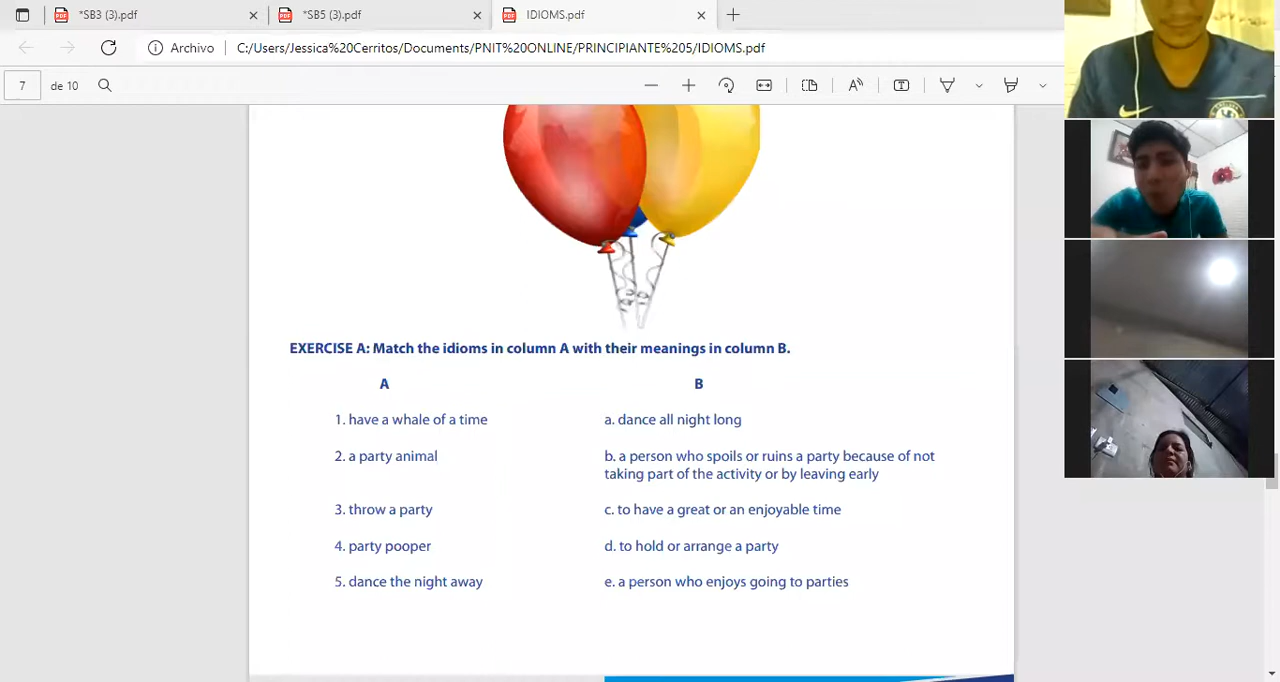 *SB3 (3).pdf
*SB5 (3).pdf
IDIOMS.pdf
Archivo
C:/Users/Jessica%20Cerritos/Documents/PNIT%20ONLINE/PRINCIPIANTE%205/IDIOMS.pdf
7 de 10
EXERCISE A: Match the idioms in column A with their meanings in column B.
A
B
1. have a whale of a time
a. dance all night long
2. a party animal
b. a person who spoils or ruins a party because of not
taking part of the activity or by leaving early
3. throw a party
c. to have a great or an enjoyable time
4. party pooper
d. to hold or arrange a party
5. dance the night away
e. a person who enjoys going to parties